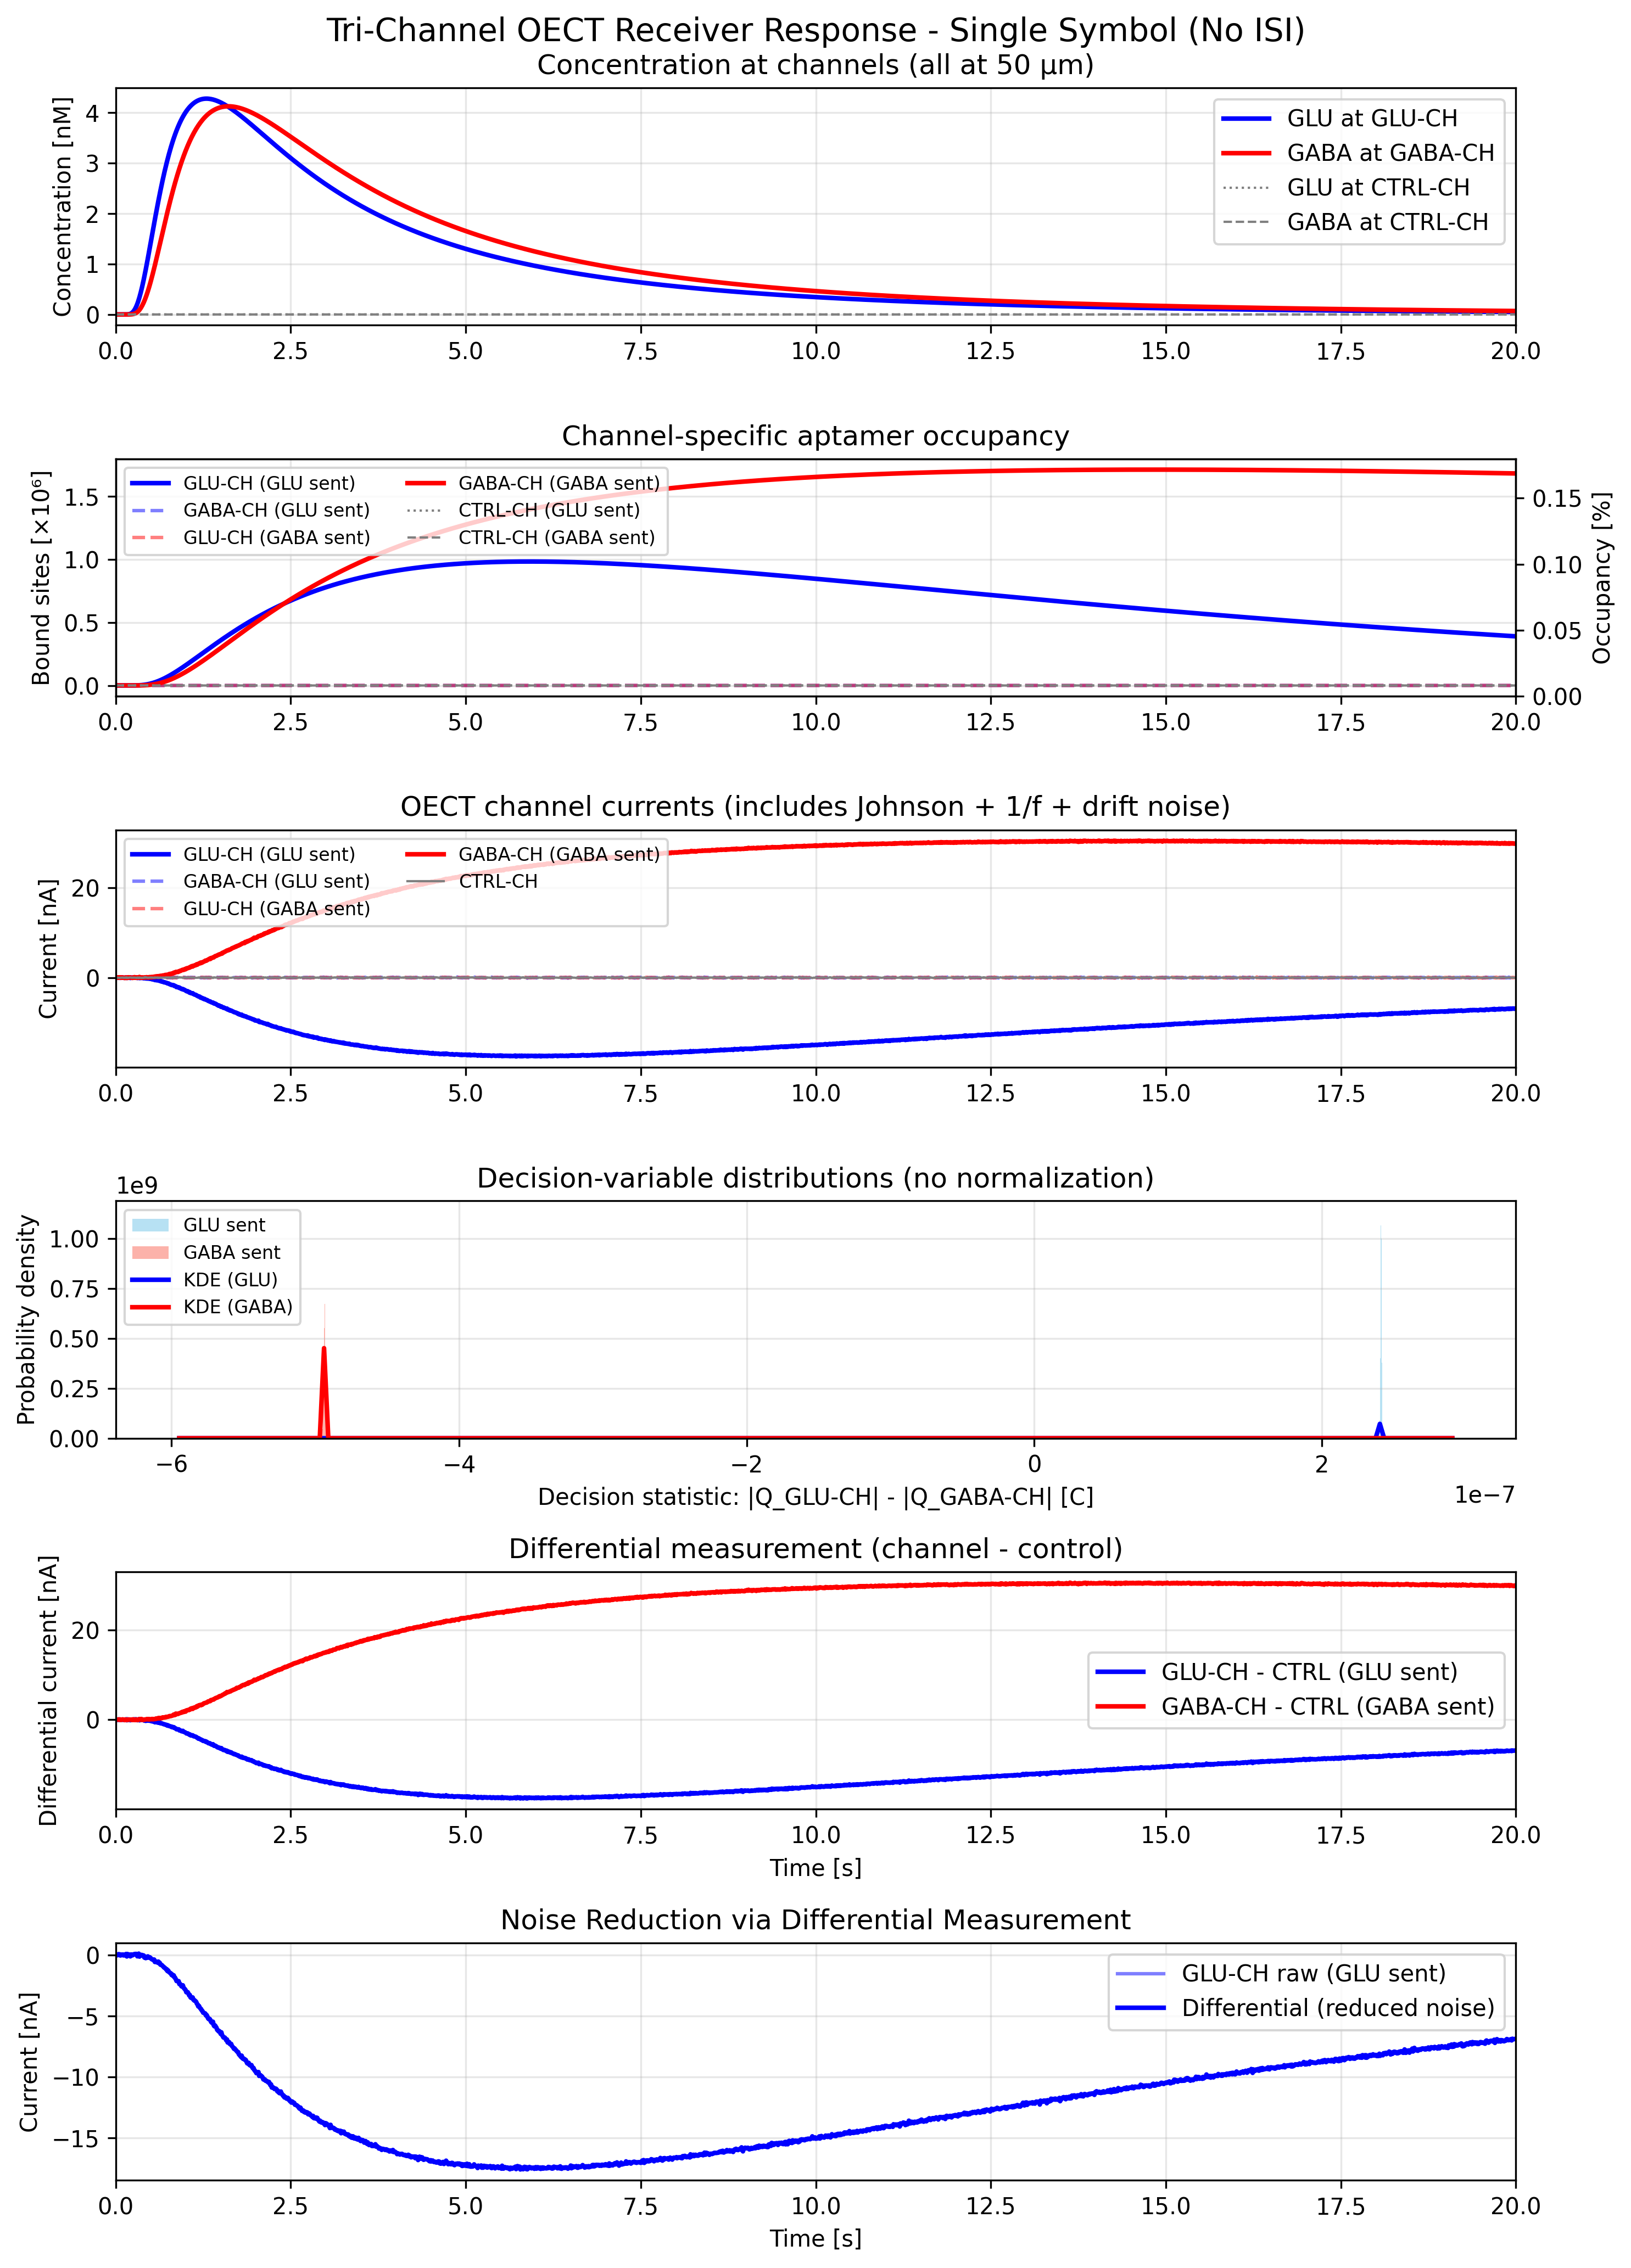 Tri-Channel OECT Receiver Response - Single Symbol (No ISI)
Concentration at channels (all at 50 μm)
Concentration [nM]
4
3
2
1
0
GLU at GLU-CH
GABA at GABA-CH
GLU at CTRL-CH
GABA at CTRL-CH
0.0 2.5 5.0 7.5 10.0 12.5 15.0 17.5 20.0
Channel-specific aptamer occupancy
Bound sites [×10⁶]
1.5
1.0
0.5
0.0
GLU-CH (GLU sent) GABA-CH (GABA sent)
GABA-CH (GLU sent) CTRL-CH (GLU sent)
GLU-CH (GABA sent) CTRL-CH (GABA sent)
0.15
0.10
0.05
0.00
Occupancy [%]
0.0 2.5 5.0 7.5 10.0 12.5 15.0 17.5 20.0
OECT channel currents (includes Johnson + 1/f + drift noise)
Current [nA]
20
0
GLU-CH (GLU sent) GABA-CH (GABA sent)
GABA-CH (GLU sent) CTRL-CH
GLU-CH (GABA sent)
0.0 2.5 5.0 7.5 10.0 12.5 15.0 17.5 20.0
1e9
Decision-variable distributions (no normalization)
Probability density
1.00
0.75
0.50
0.25
0.00
GLU sent
GABA sent
KDE (GLU)
KDE (GABA)
−6 −4 −2 0 2
Decision statistic: |Q_GLU-CH| - |Q_GABA-CH| [C]
1e−7
Differential measurement (channel - control)
Differential current [nA]
20
0
GLU-CH - CTRL (GLU sent)
GABA-CH - CTRL (GABA sent)
0.0 2.5 5.0 7.5 10.0 12.5 15.0 17.5 20.0
Time [s]
Noise Reduction via Differential Measurement
Current [nA]
0
−5
−10
−15
GLU-CH raw (GLU sent)
Differential (reduced noise)
0.0 2.5 5.0 7.5 10.0 12.5 15.0 17.5 20.0
Time [s]